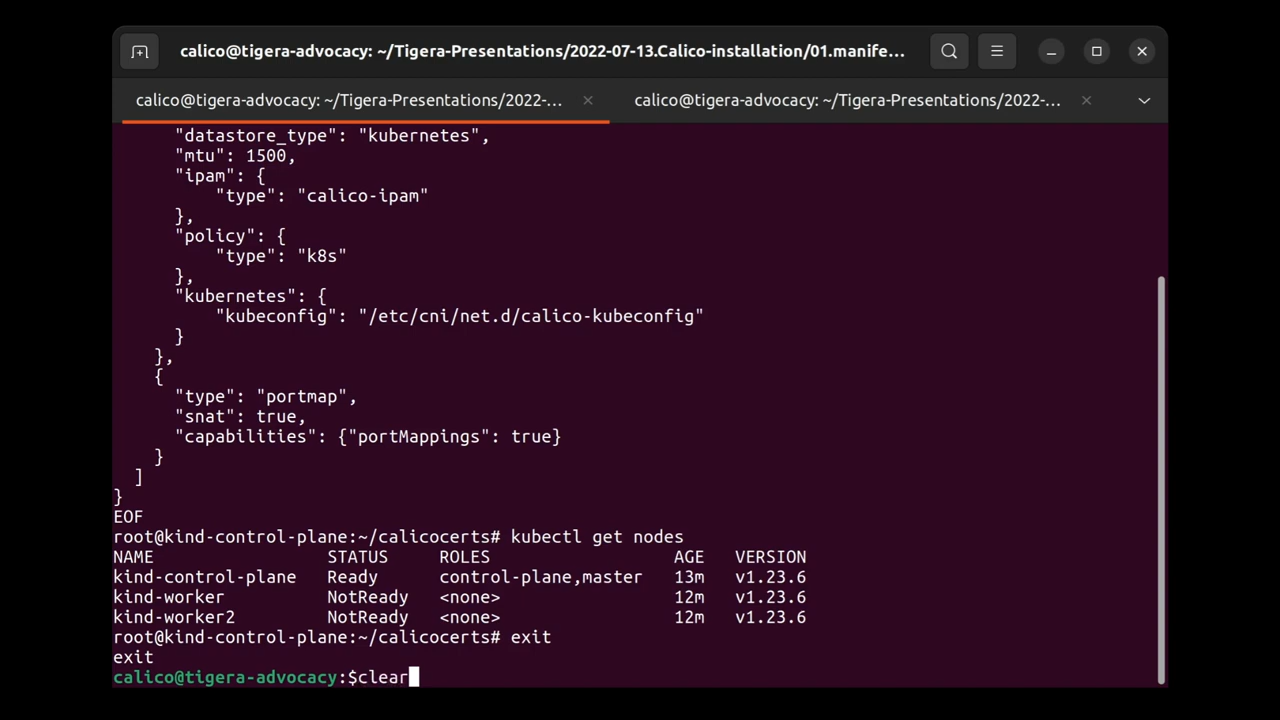 calico@tigera-advocacy: ~/Tigera-Presentations/2022-07-13.Calico-installation/01.manife...
calico@tigera-advocacy: ~/Tigera-Presentations/2022-...
calico@tigera-advocacy: ~/Tigera-Presentations/2022-...
"datastore_type": "kubernetes",
"mtu": 1500,
"ipam": {
"type": "calico-ipam"
},
"policy": {
"type": "k8s"
},
"kubernetes": {
"kubeconfig": "/etc/cni/net.d/calico-kubeconfig"
}
},
{
"type": "portmap",
"snat": true,
"capabilities": {"portMappings": true}
}
]
}
EOF
root@kind-control-plane:~/calicocerts# kubectl get nodes
NAME STATUS ROLES AGE VERSION
kind-control-plane Ready control-plane,master 13m v1.23.6
kind-worker NotReady <none> 12m v1.23.6
kind-worker2 NotReady <none> 12m v1.23.6
root@kind-control-plane:~/calicocerts# exit
exit
calico@tigera-advocacy:$clear